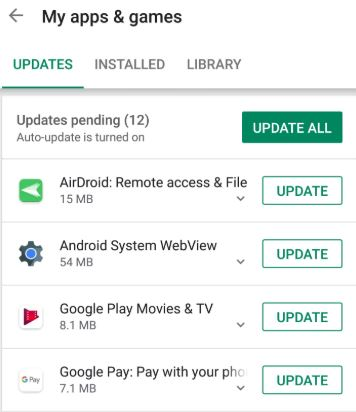 My apps & games
UPDATES INSTALLED LIBRARY
Updates pending (12)
Auto-update is turned on
UPDATE ALL
AirDroid: Remote access & File
15 MB
UPDATE
Android System WebView
54 MB
UPDATE
Google Play Movies & TV
8.1 MB
UPDATE
G Pay
Google Pay: Pay with your pho
7.1 MB
UPDATE